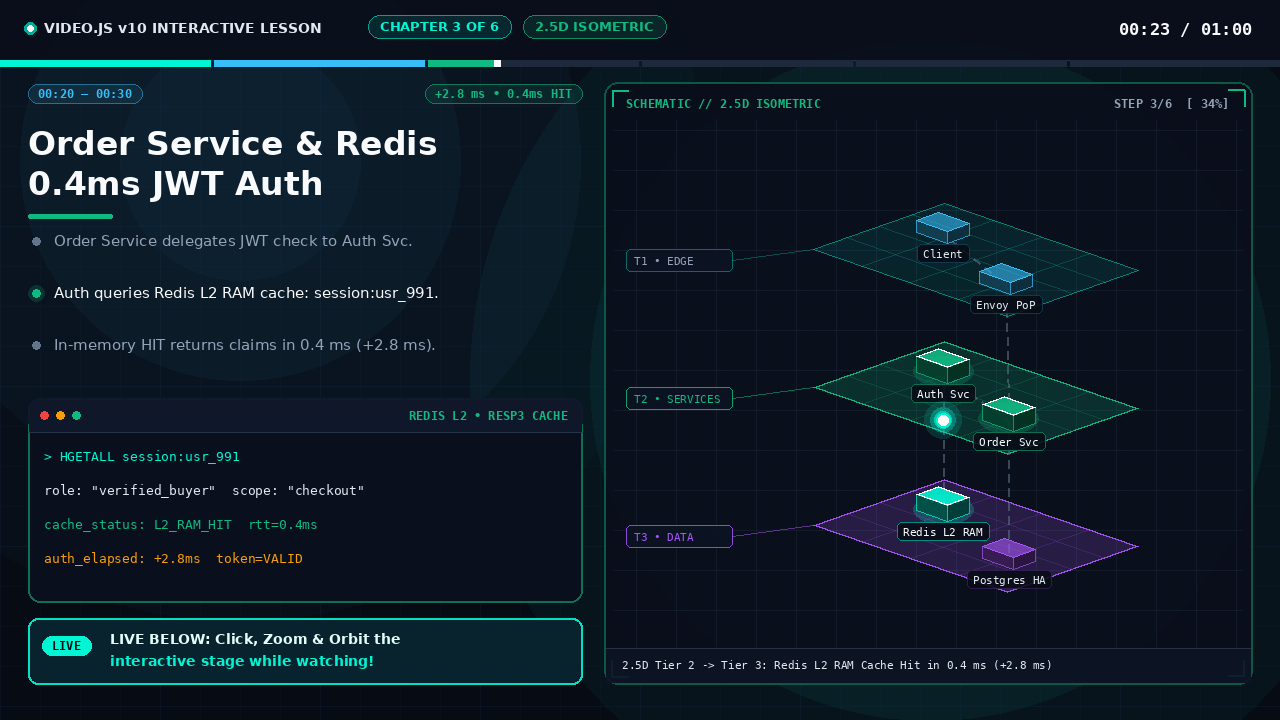 VIDEO.JS v10 INTERACTIVE LESSON
CHAPTER 3 OF 6
2.5D ISOMETRIC
00:23 / 01:00
00:20 — 00:30
+2.8 ms • 0.4ms HIT
Order Service & Redis
0.4ms JWT Auth
Order Service delegates JWT check to Auth Svc.
Auth queries Redis L2 RAM cache: session:usr_991.
In-memory HIT returns claims in 0.4 ms (+2.8 ms).
REDIS L2 • RESP3 CACHE
> HGETALL session:usr_991
role: "verified_buyer"  scope: "checkout"
cache_status: L2_RAM_HIT  rtt=0.4ms
auth_elapsed: +2.8ms  token=VALID
LIVE
LIVE BELOW: Click, Zoom & Orbit the
interactive stage while watching!
SCHEMATIC // 2.5D ISOMETRIC
STEP 3/6  [ 34%]
Client
T1 • EDGE
Envoy PoP
Auth Svc
T2 • SERVICES
Order Svc
Redis L2 RAM
T3 • DATA
Postgres HA
2.5D Tier 2 -> Tier 3: Redis L2 RAM Cache Hit in 0.4 ms (+2.8 ms)